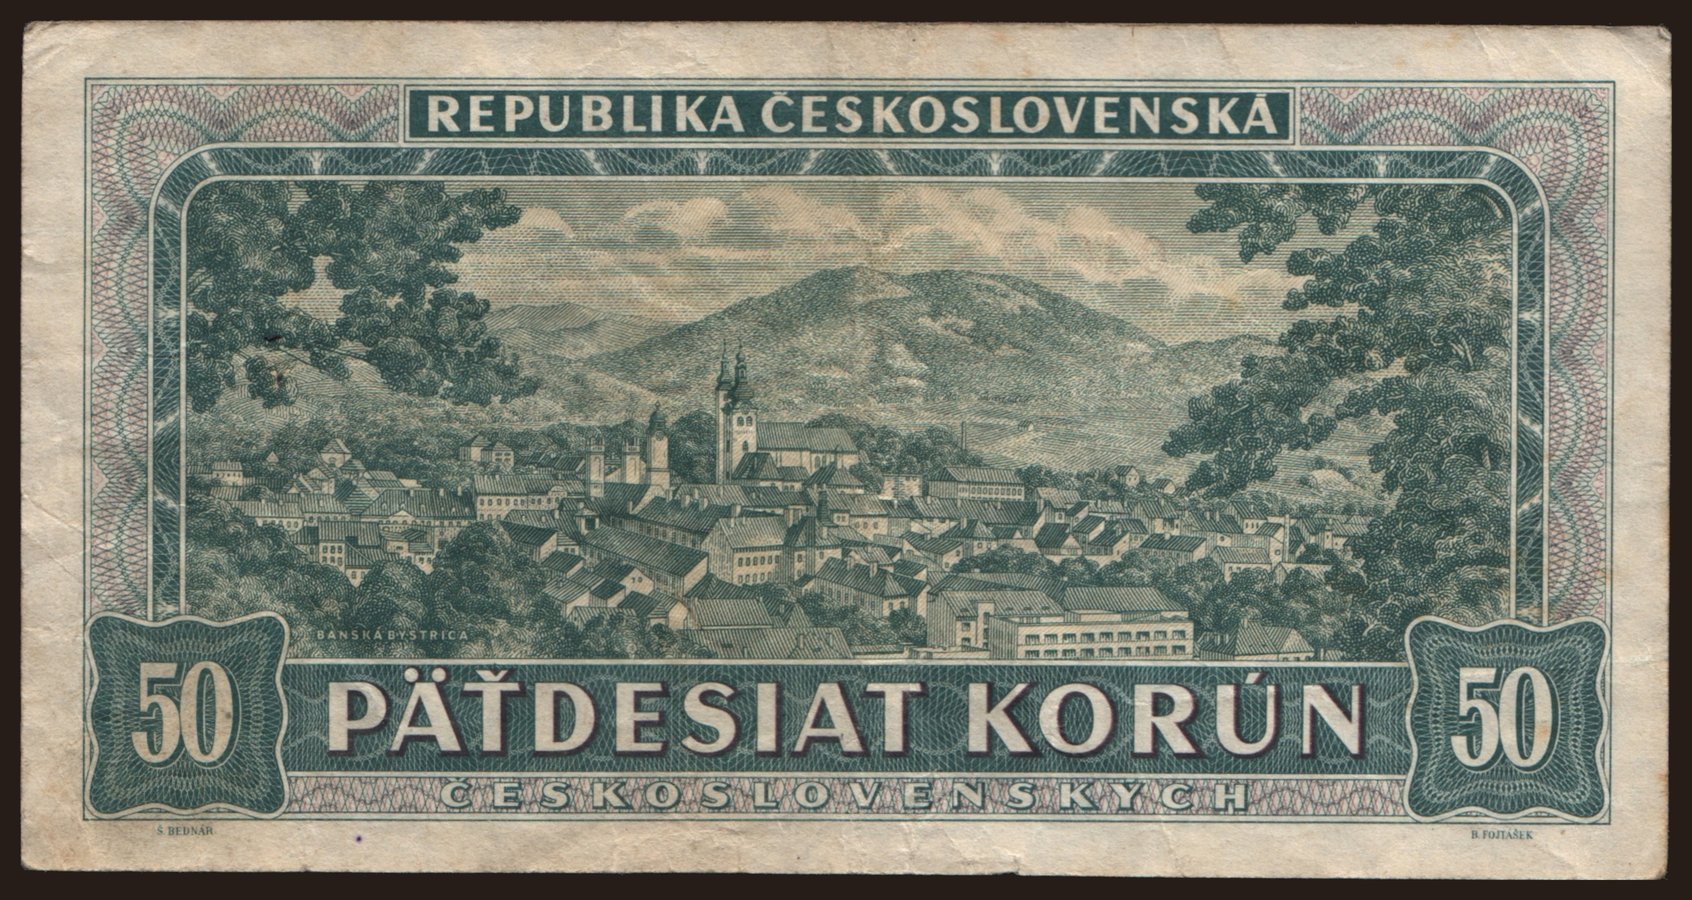 REPUBLIKA ČESKOSLOVENSKÁ
BANSKÁ BYSTRICA
50 PÄŤDESIAT KORÚN 50
ČESKOSLOVENSKÝCH
Š. BEDNÁR B. FOJTÁŠEK